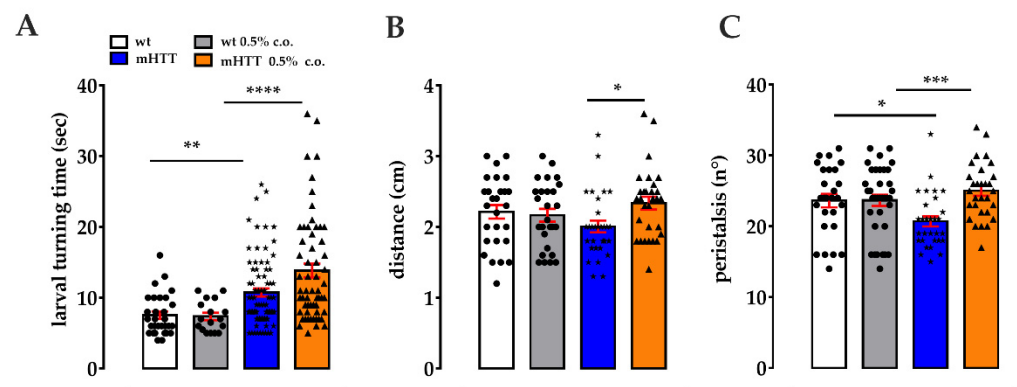 A
wt
wt 0.5% c.o.
mHTT
mHTT 0.5% c.o.
larval turning time (sec)
40
30
20
10
0
**
****
B
distance (cm)
4
3
2
1
0
*
C
peristalsis (n°)
40
30
20
10
0
*
***